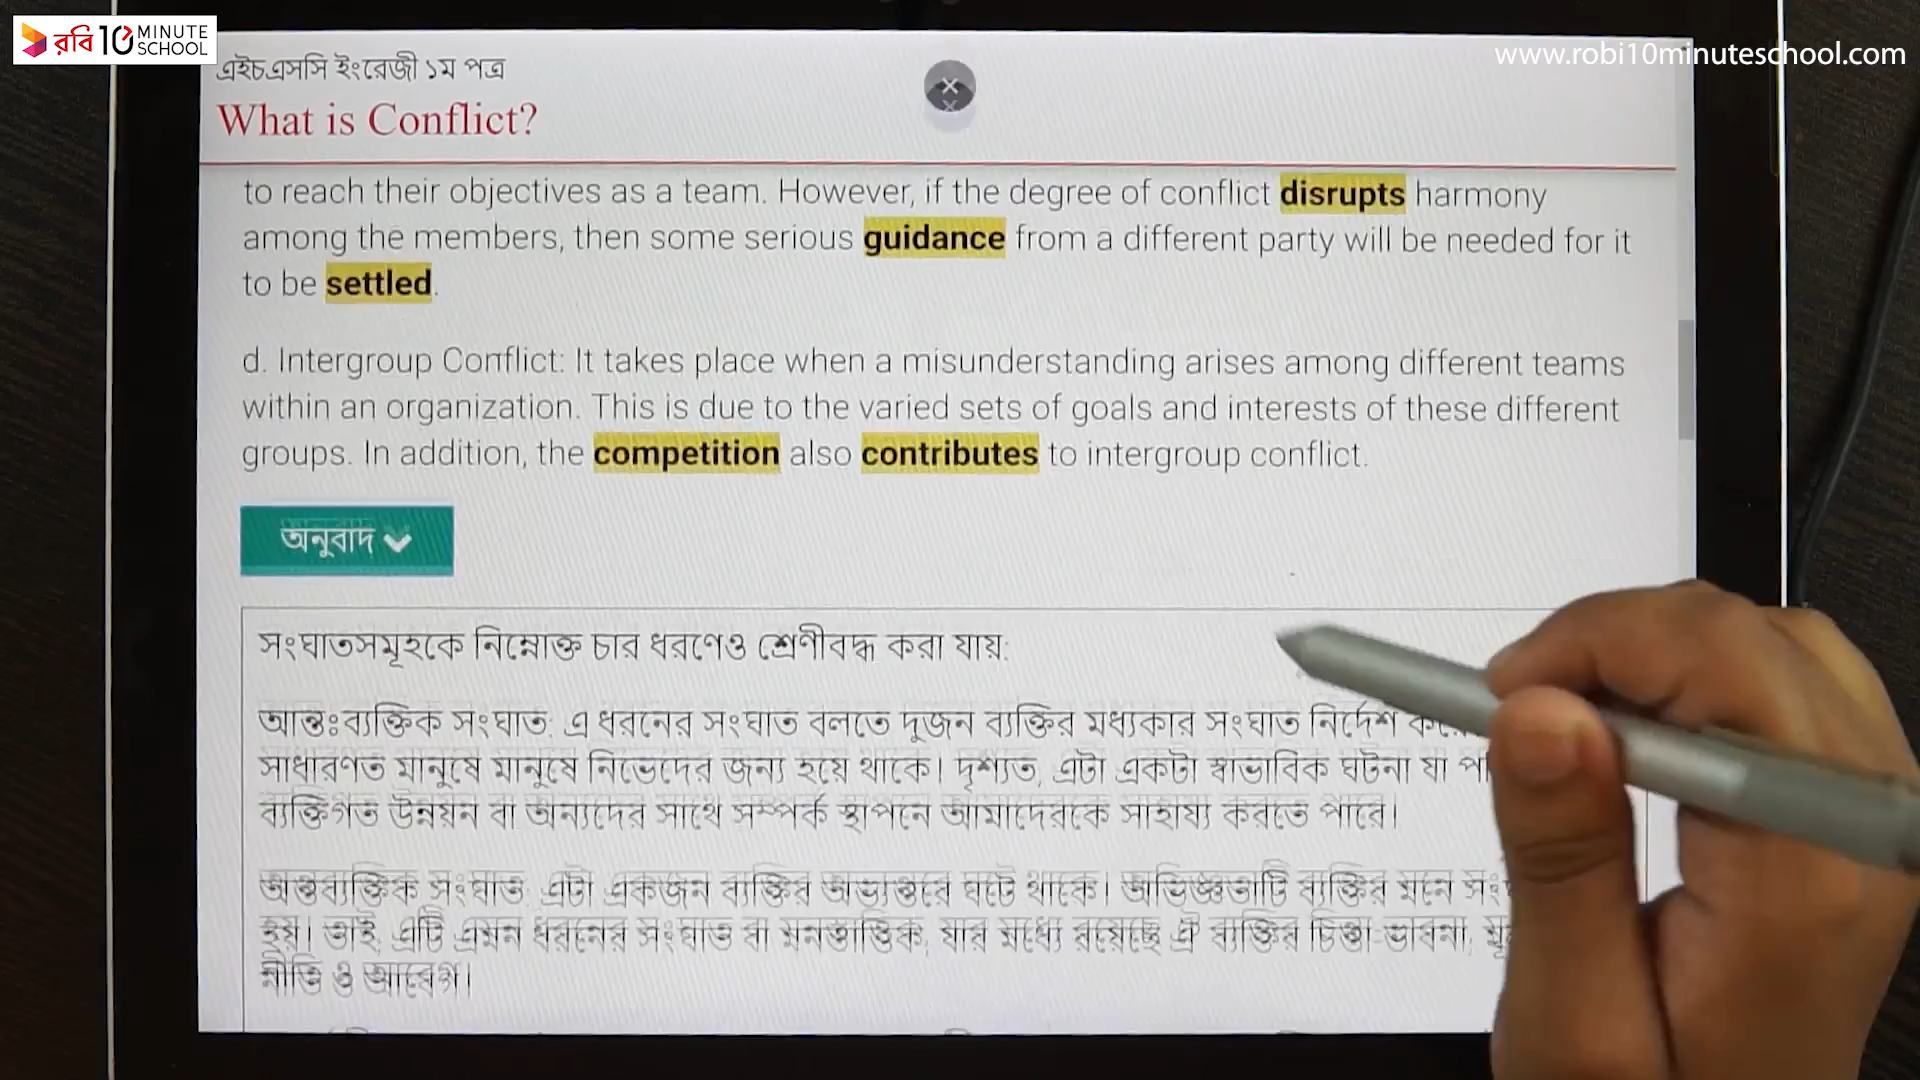 রবি 10 MINUTE SCHOOL
www.robi10minuteschool.com
এইচএসসি ইংরেজী ১ম পত্র
What is Conflict?
to reach their objectives as a team. However, if the degree of conflict disrupts harmony
among the members, then some serious guidance from a different party will be needed for it
to be settled.
d. Intergroup Conflict: It takes place when a misunderstanding arises among different teams
within an organization. This is due to the varied sets of goals and interests of these different
groups. In addition, the competition also contributes to intergroup conflict.
অনুবাদ
সংঘাতসমূহকে নিম্নোক্ত চার ধরণেও শ্রেণীবদ্ধ করা যায়:
আন্তঃব্যক্তিক সংঘাত: এ ধরনের সংঘাত বলতে দুজন ব্যক্তির মধ্যকার সংঘাত নির্দেশ
সাধারণত মানুষে মানুষে নিভেদের জন্য হয়ে থাকে। দৃশ্যত, এটা একটা স্বাভাবিক ঘটনা যা
ব্যক্তিগত উন্নয়ন বা অন্যদের সাথে সম্পর্ক স্থাপনে আমাদেরকে সাহায্য করতে পারে।
অন্তব্যক্তিক সংঘাত: এটা একজন ব্যক্তির অভ্যন্তরে ঘটে থাকে। অভিজ্ঞতাটি ব্যক্তির মনে
হয়। তাই, এটি এমন ধরনের সংঘাত বা মনস্তাত্তিক, যার মধ্যে রয়েছে ঐ ব্যক্তির চিন্তা-ভাবনা,
নীতি ও আবেগ।